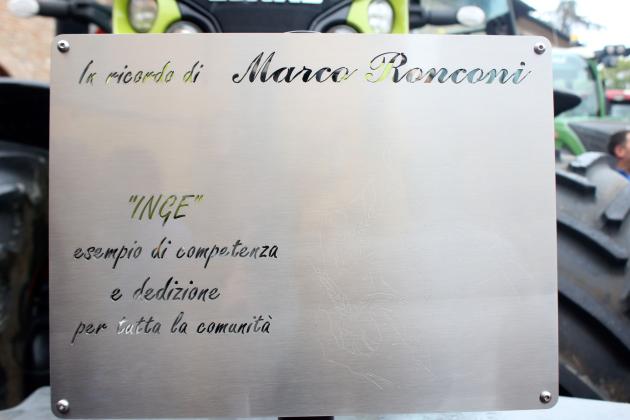 In ricordo di Marco Ronconi
"INGE"
esempio di competenza
e dedizione
per tutta la comunità